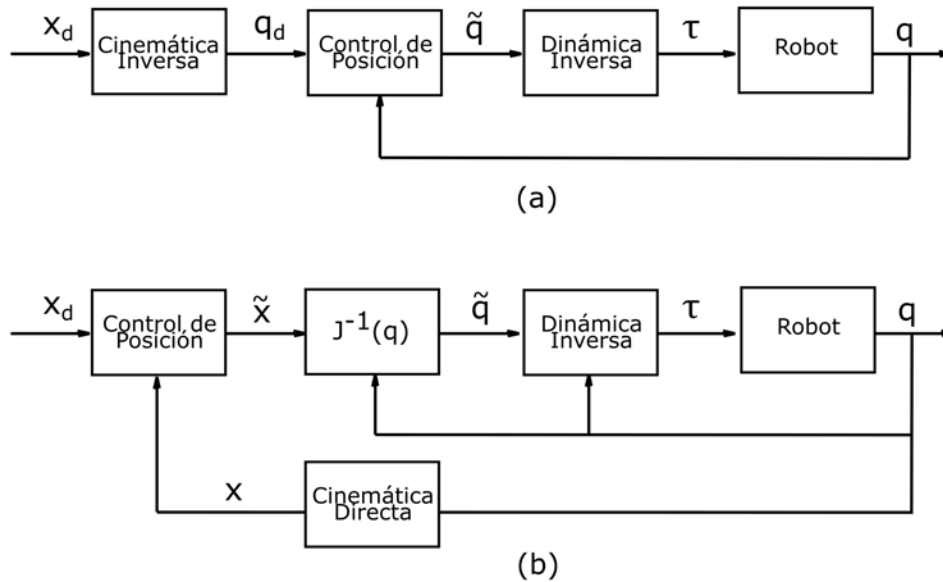 x_d
Cinemática
Inversa
q_d
Control de
Posición
q̃
Dinámica
Inversa
τ
Robot
q
(a)
x_d
Control de
Posición
x̃
J⁻¹(q)
q̃
Dinámica
Inversa
τ
Robot
q
x
Cinemática
Directa
(b)